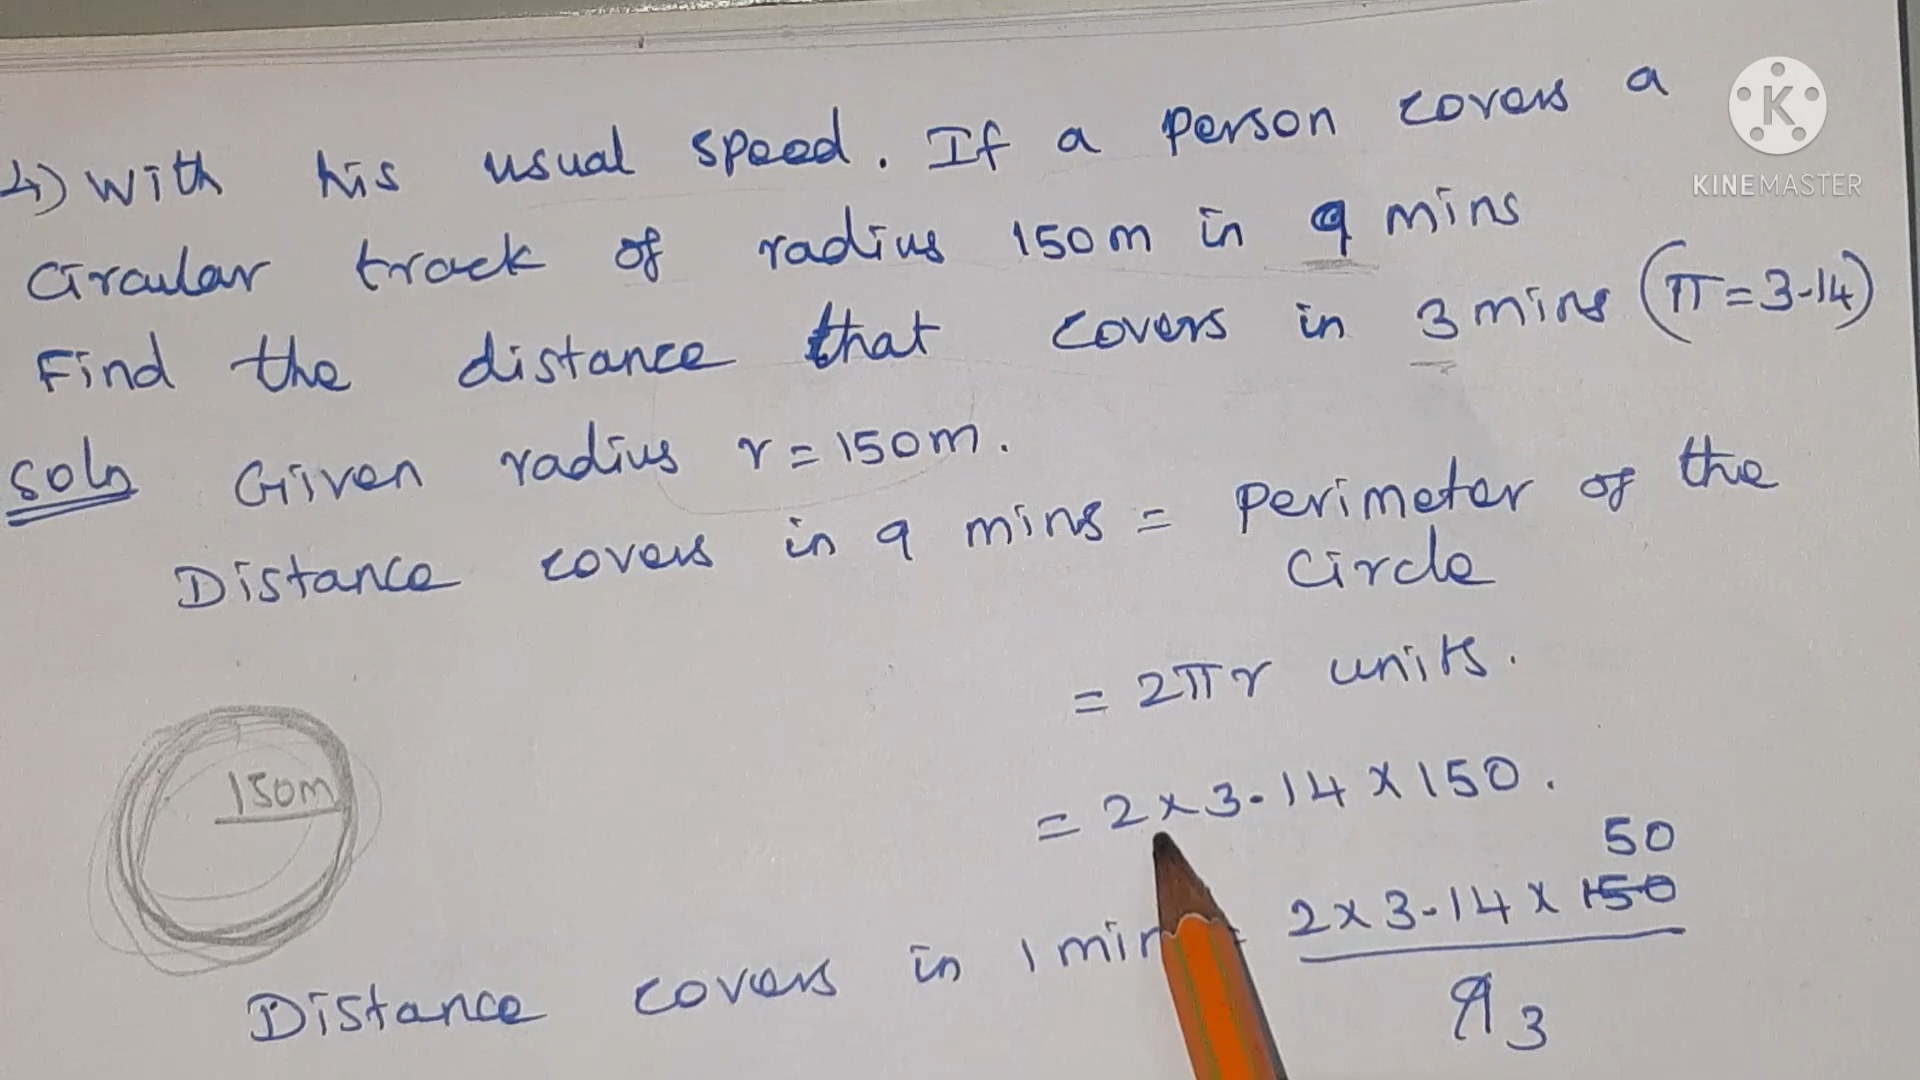 4) With his usual speed. If a person covers a
circular track of radius 150m in 9 mins
Find the distance that covers in 3 mins (π=3.14)
Soln Given radius r=150m.
Distance covers in 9 mins = perimeter of the
circle
= 2πr units.
= 2×3.14×150.
150m
50
Distance covers in 1 min = 2×3.14×150
9 3
K
KINEMASTER